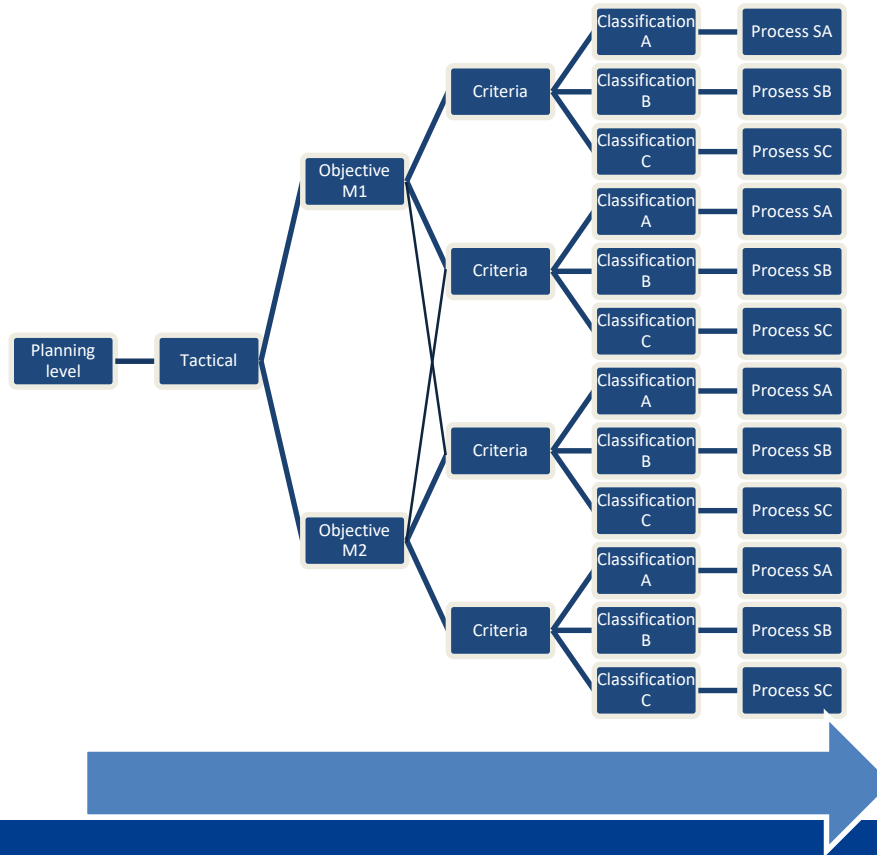 Planning
level
Tactical
Objective
M1
Objective
M2
Criteria
Criteria
Criteria
Criteria
Classification
A
Classification
B
Classification
C
Classification
A
Classification
B
Classification
C
Classification
A
Classification
B
Classification
C
Classification
A
Classification
B
Classification
C
Process SA
Prosess SB
Prosess SC
Process SA
Process SB
Process SC
Process SA
Process SB
Process SC
Process SA
Process SB
Process SC